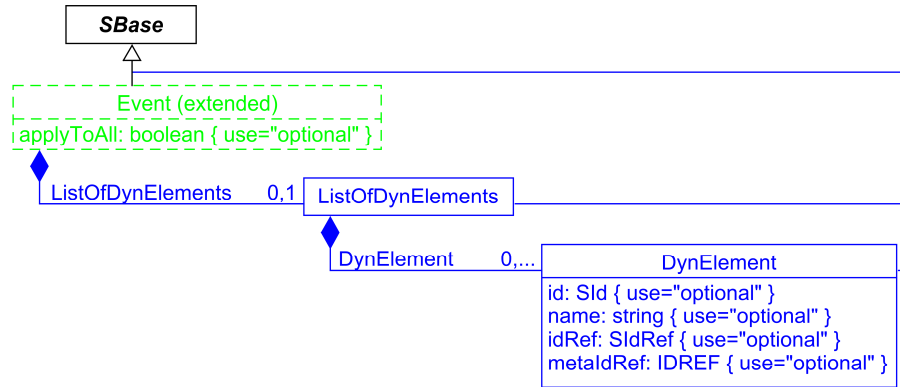 SBase
Event (extended)
applyToAll: boolean { use="optional" }
ListOfDynElements 0,1 ListOfDynElements
DynElement 0,... DynElement
id: SId { use="optional" }
name: string { use="optional" }
idRef: SIdRef { use="optional" }
metaIdRef: IDREF { use="optional" }